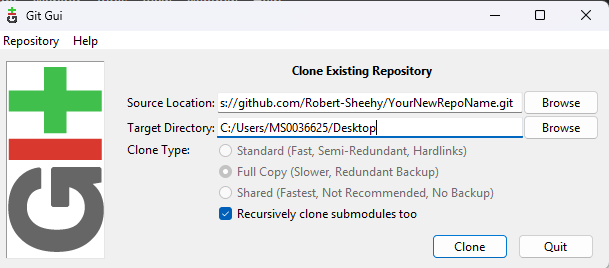 Git Gui
Repository Help
Clone Existing Repository
Source Location: s://github.com/Robert-Sheehy/YourNewRepoName.git Browse
Target Directory: C:/Users/MS0036625/Desktop Browse
Clone Type: Standard (Fast, Semi-Redundant, Hardlinks)
Full Copy (Slower, Redundant Backup)
Shared (Fastest, Not Recommended, No Backup)
Recursively clone submodules too
Clone Quit